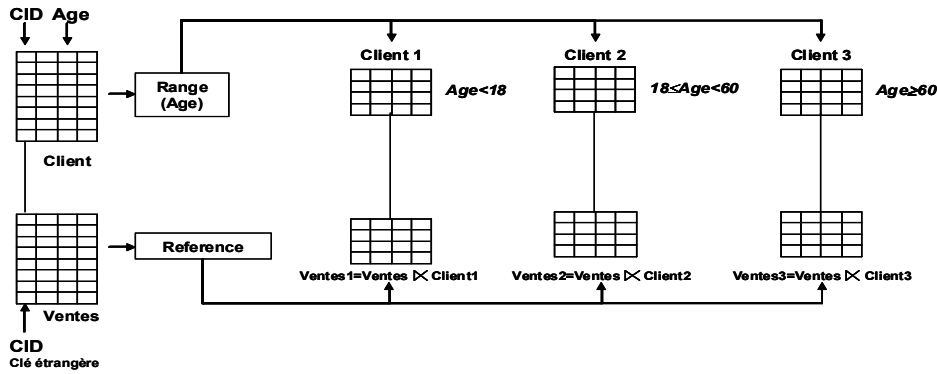 CID Age
Client 1
Client 2
Client 3
Range
(Age)
Age<18
18≤Age<60
Age≥60
Client
Reference
Ventes1=Ventes ⋈ Client1
Ventes2=Ventes ⋈ Client2
Ventes3=Ventes ⋈ Client3
Ventes
CID
Clé étrangère